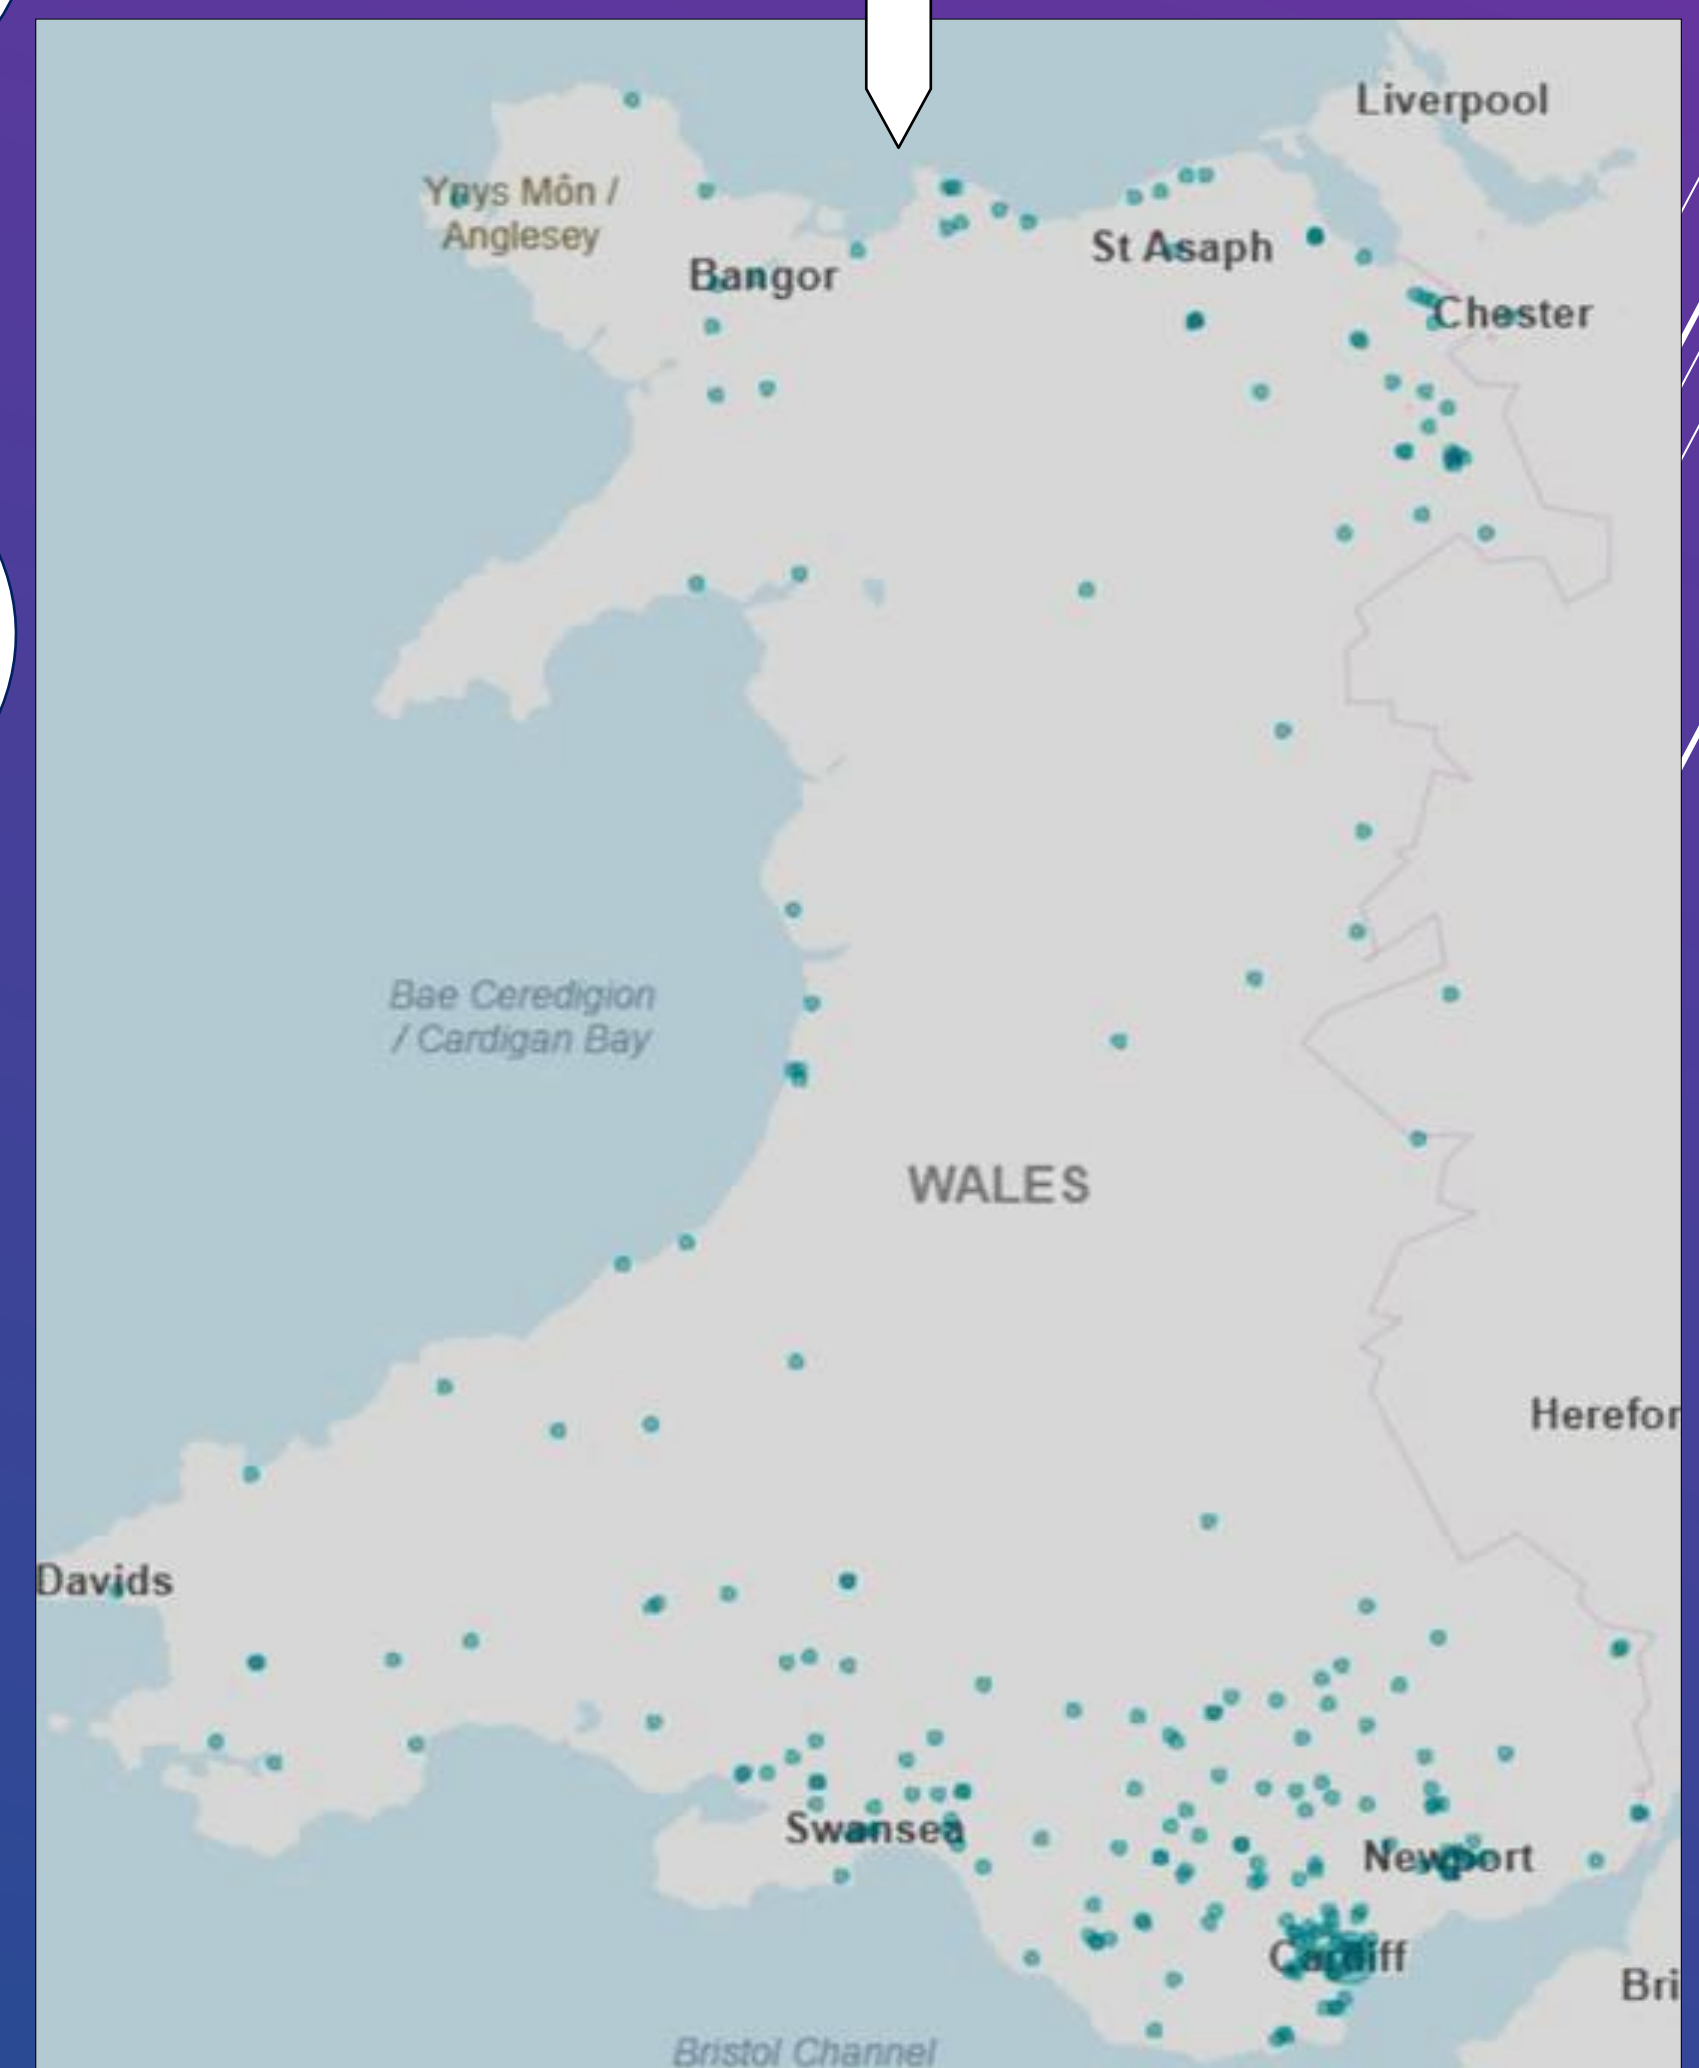 Liverpool
Ynys Môn /
Anglesey
St Asaph
Bangor
Chester
Bae Ceredigion
/ Cardigan Bay
WALES
Herefor
Davids
Swansea
Newport
Cardiff
Bri
Bristol Channel